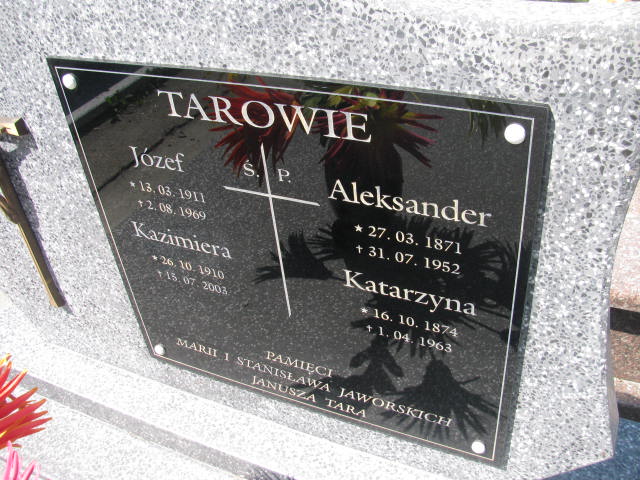 TAROWIE
Ś. P.
Józef
* 13. 03. 1911
† 2. 08. 1969
Kazimiera
* 26. 10. 1910
† 15. 07. 2003
Aleksander
* 27. 03. 1871
† 31. 07. 1952
Katarzyna
* 16. 10. 1874
† 1. 04. 1963
PAMIĘCI
MARII I STANISŁAWA JAWORSKICH
JANUSZA TARA